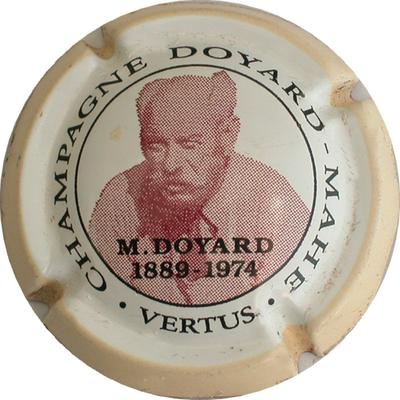 CHAMPAGNE DOYARD-MAHE
M. DOYARD
1889-1974
• VERTUS •